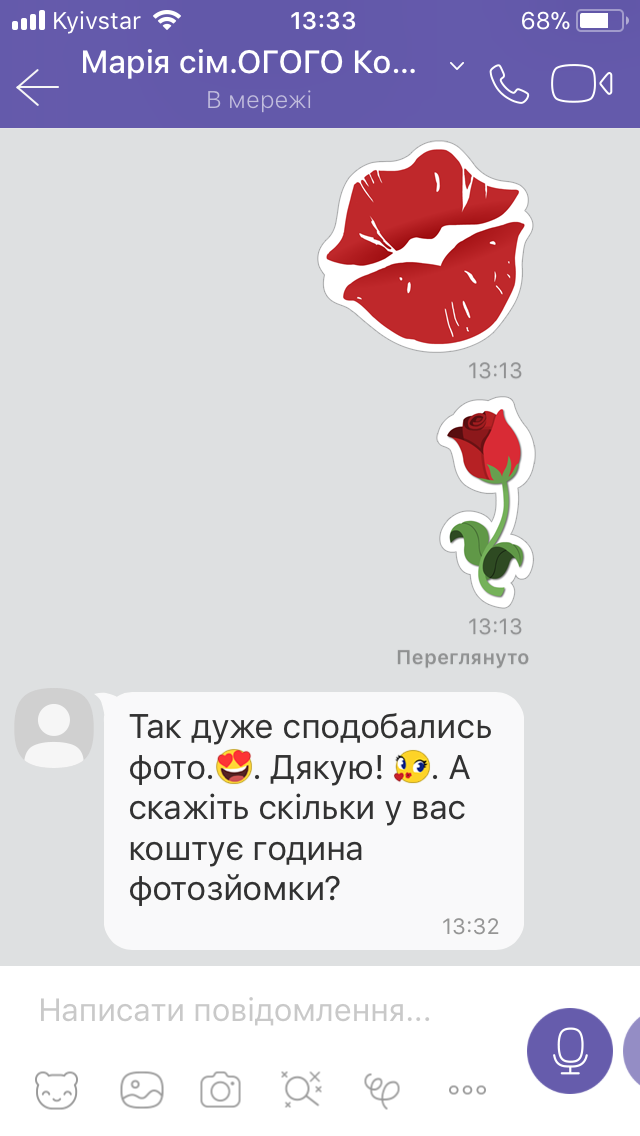 Kyivstar 13:33 68%
Марія сім.ОГОГО Ко...
В мережі
13:13
13:13
Переглянуто
Так дуже сподобались
фото.😍. Дякую! 😘. А
скажіть скільки у вас
коштує година
фотозйомки?
13:32
Написати повідомлення...